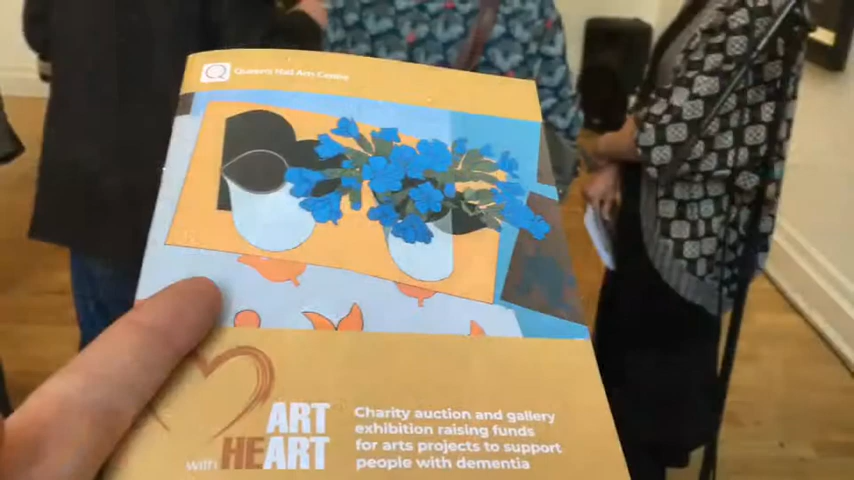 Queens Hall Arts Centre
ART
with HEART
ART
Charity auction and gallery
exhibition raising funds
for arts projects to support
people with dementia